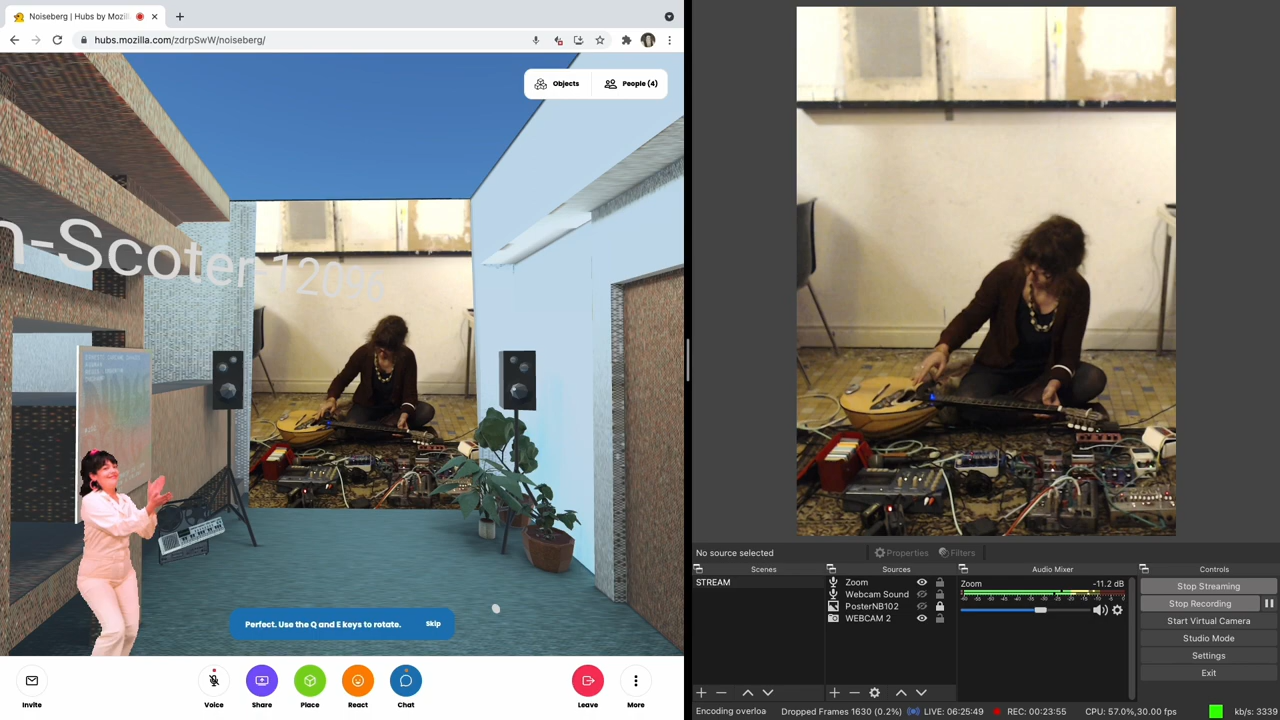 Noiseberg | Hubs by Mozil
hubs.mozilla.com/zdrpSwW/noiseberg/
Objects
People (4)
n-Scoter-12096
Perfect. Use the Q and E keys to rotate.
Skip
Invite
Voice
Share
Place
React
Chat
Leave
More
No source selected
Properties
Filters
Scenes
Sources
Audio Mixer
Controls
STREAM
Zoom
Webcam Sound
PosterNB102
WEBCAM 2
Zoom
-11.2 dB
Stop Streaming
Stop Recording
Start Virtual Camera
Studio Mode
Settings
Exit
Encoding overloa
Dropped Frames 1630 (0.2%)
LIVE: 06:25:49
REC: 00:23:55
CPU: 57.0%,30.00 fps
kb/s: 3339